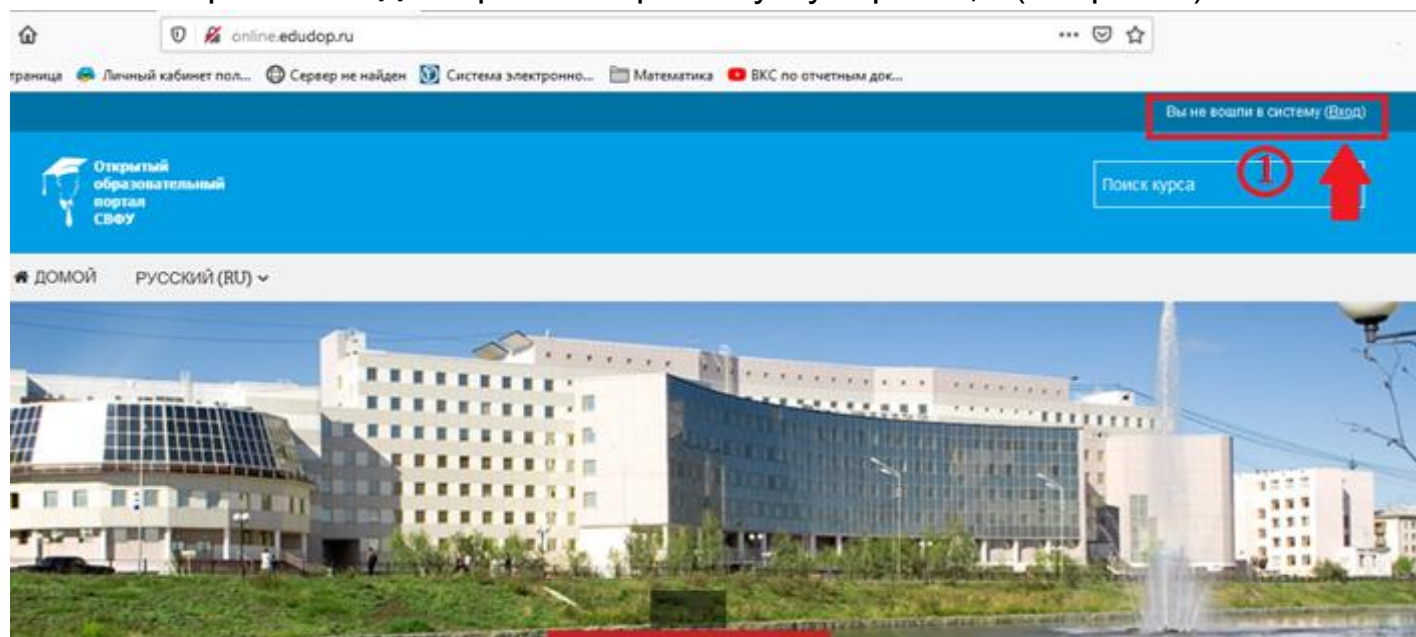 online.edudop.ru
траница Личный кабинет пол... Сервер не найден Система электронно... Математика ВКС по отчетным док...
Вы не вошли в систему (Вход)
Открытый
образовательный
портал
СВФУ
Поиск курса
1
ДОМОЙ РУССКИЙ (RU)